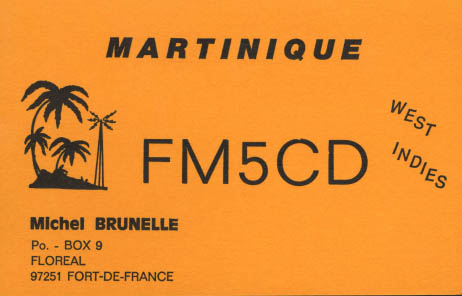 MARTINIQUE
WEST
INDIES
FM5CD
Michel BRUNELLE
Po. - BOX 9
FLOREAL
97251 FORT-DE-FRANCE